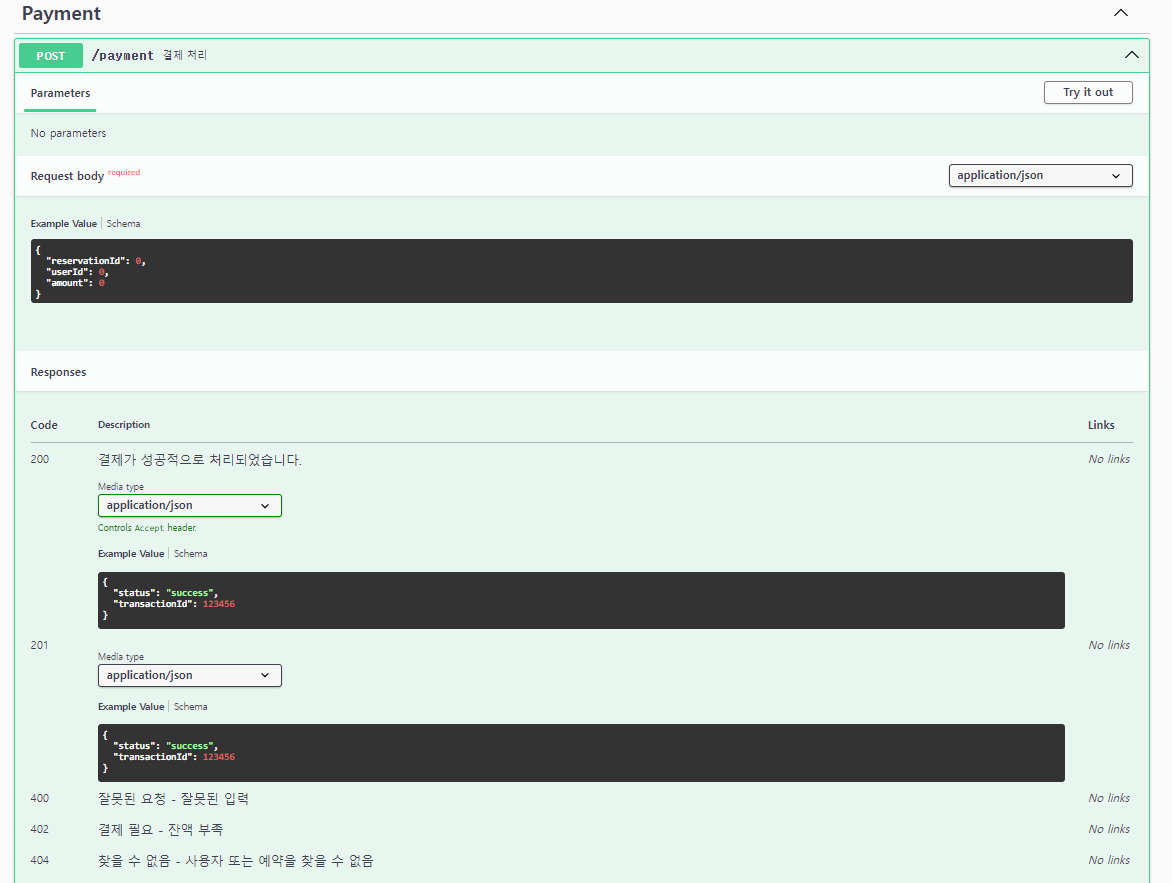 Payment
POST /payment 결제 처리
Parameters Try it out
No parameters
Request body required application/json
Example Value Schema
{
"reservationId": 0,
"userId": 0,
"amount": 0
}
Responses
Code Description Links
200 결제가 성공적으로 처리되었습니다. No links
Media type
application/json
Controls Accept header.
Example Value Schema
{
"status": "success",
"transactionId": 123456
}
201 No links
Media type
application/json
Example Value Schema
{
"status": "success",
"transactionId": 123456
}
400 잘못된 요청 - 잘못된 입력 No links
402 결제 필요 - 잔액 부족 No links
404 찾을 수 없음 - 사용자 또는 예약을 찾을 수 없음 No links